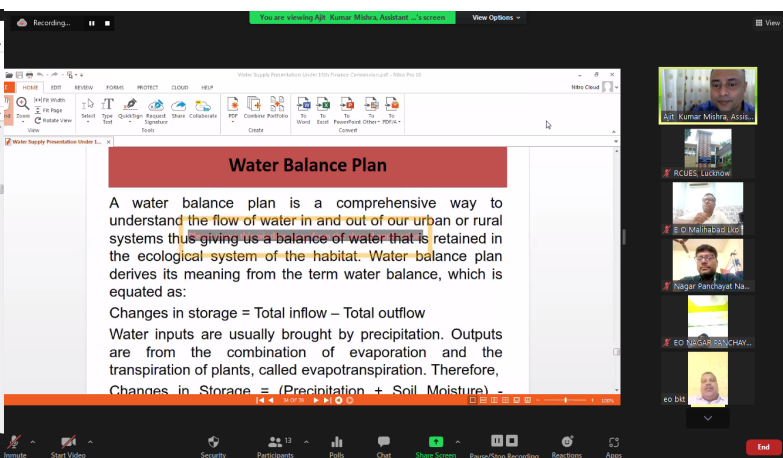 Recording...
You are viewing Ajit Kumar Mishra, Assistant ...'s screen
View Options
View
Water Supply Presentation Under 15th Finance Commission.pdf - Nitro Pro 10
HOME EDIT REVIEW FORMS PROTECT CLOUD HELP
Nitro Cloud
Zoom
Fit Width
Fit Page
Rotate View
Select
Type Text
QuickSign
Request Signature
Share
Collaborate
PDF
Combine
Portfolio
To Word
To Excel
To PowerPoint
To Other
To PDF/A
View Tools Create Convert
Water Supply Presentation Under 1...
Water Balance Plan
A water balance plan is a comprehensive way to
understand the flow of water in and out of our urban or rural
systems thus giving us a balance of water that is retained in
the ecological system of the habitat. Water balance plan
derives its meaning from the term water balance, which is
equated as:
Changes in storage = Total inflow – Total outflow
Water inputs are usually brought by precipitation. Outputs
are from the combination of evaporation and the
transpiration of plants, called evapotranspiration. Therefore,
Changes in Storage = (Precipitation + Soil Moisture) -
100%
Ajit Kumar Mishra, Assis...
RCUES, Lucknow
E O Malihabad Lko
Nagar Panchayat Na...
EO NAGAR PANCHAY...
eo bkt
Start Video
Security
13
Participants
Polls
Chat
Share Screen
Pause/Stop Recording
Reactions
Apps
End